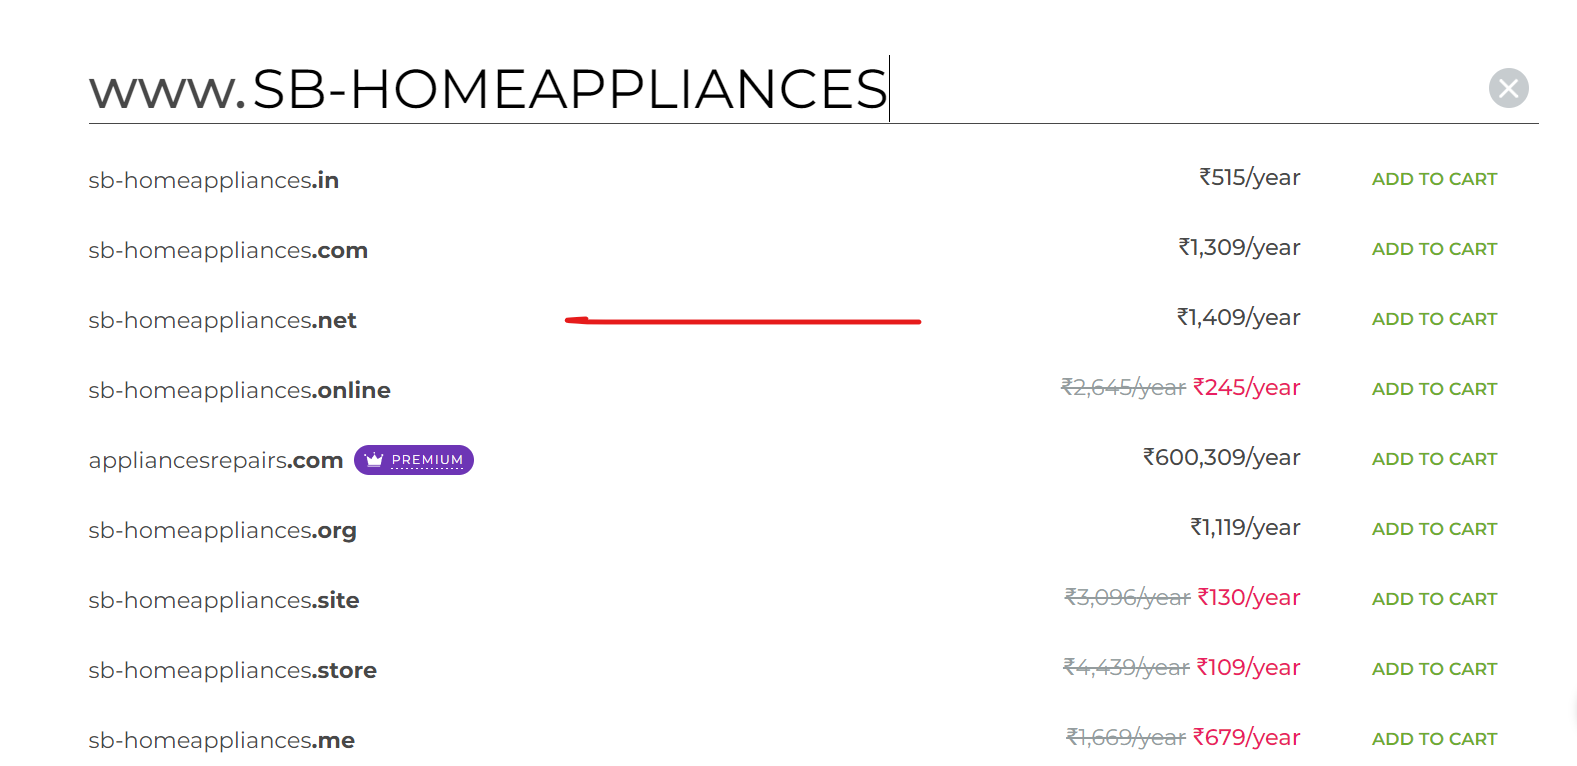 www.SB-HOMEAPPLIANCES
sb-homeappliances.in ₹515/year ADD TO CART
sb-homeappliances.com ₹1,309/year ADD TO CART
sb-homeappliances.net ₹1,409/year ADD TO CART
sb-homeappliances.online ₹2,645/year ₹245/year ADD TO CART
appliancesrepairs.com PREMIUM ₹600,309/year ADD TO CART
sb-homeappliances.org ₹1,119/year ADD TO CART
sb-homeappliances.site ₹3,096/year ₹130/year ADD TO CART
sb-homeappliances.store ₹4,439/year ₹109/year ADD TO CART
sb-homeappliances.me ₹1,669/year ₹679/year ADD TO CART